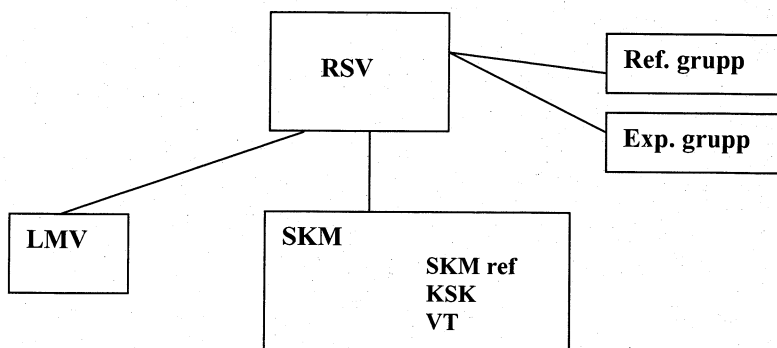 RSV
Ref. grupp
Exp. grupp
LMV
SKM
SKM ref
KSK
VT